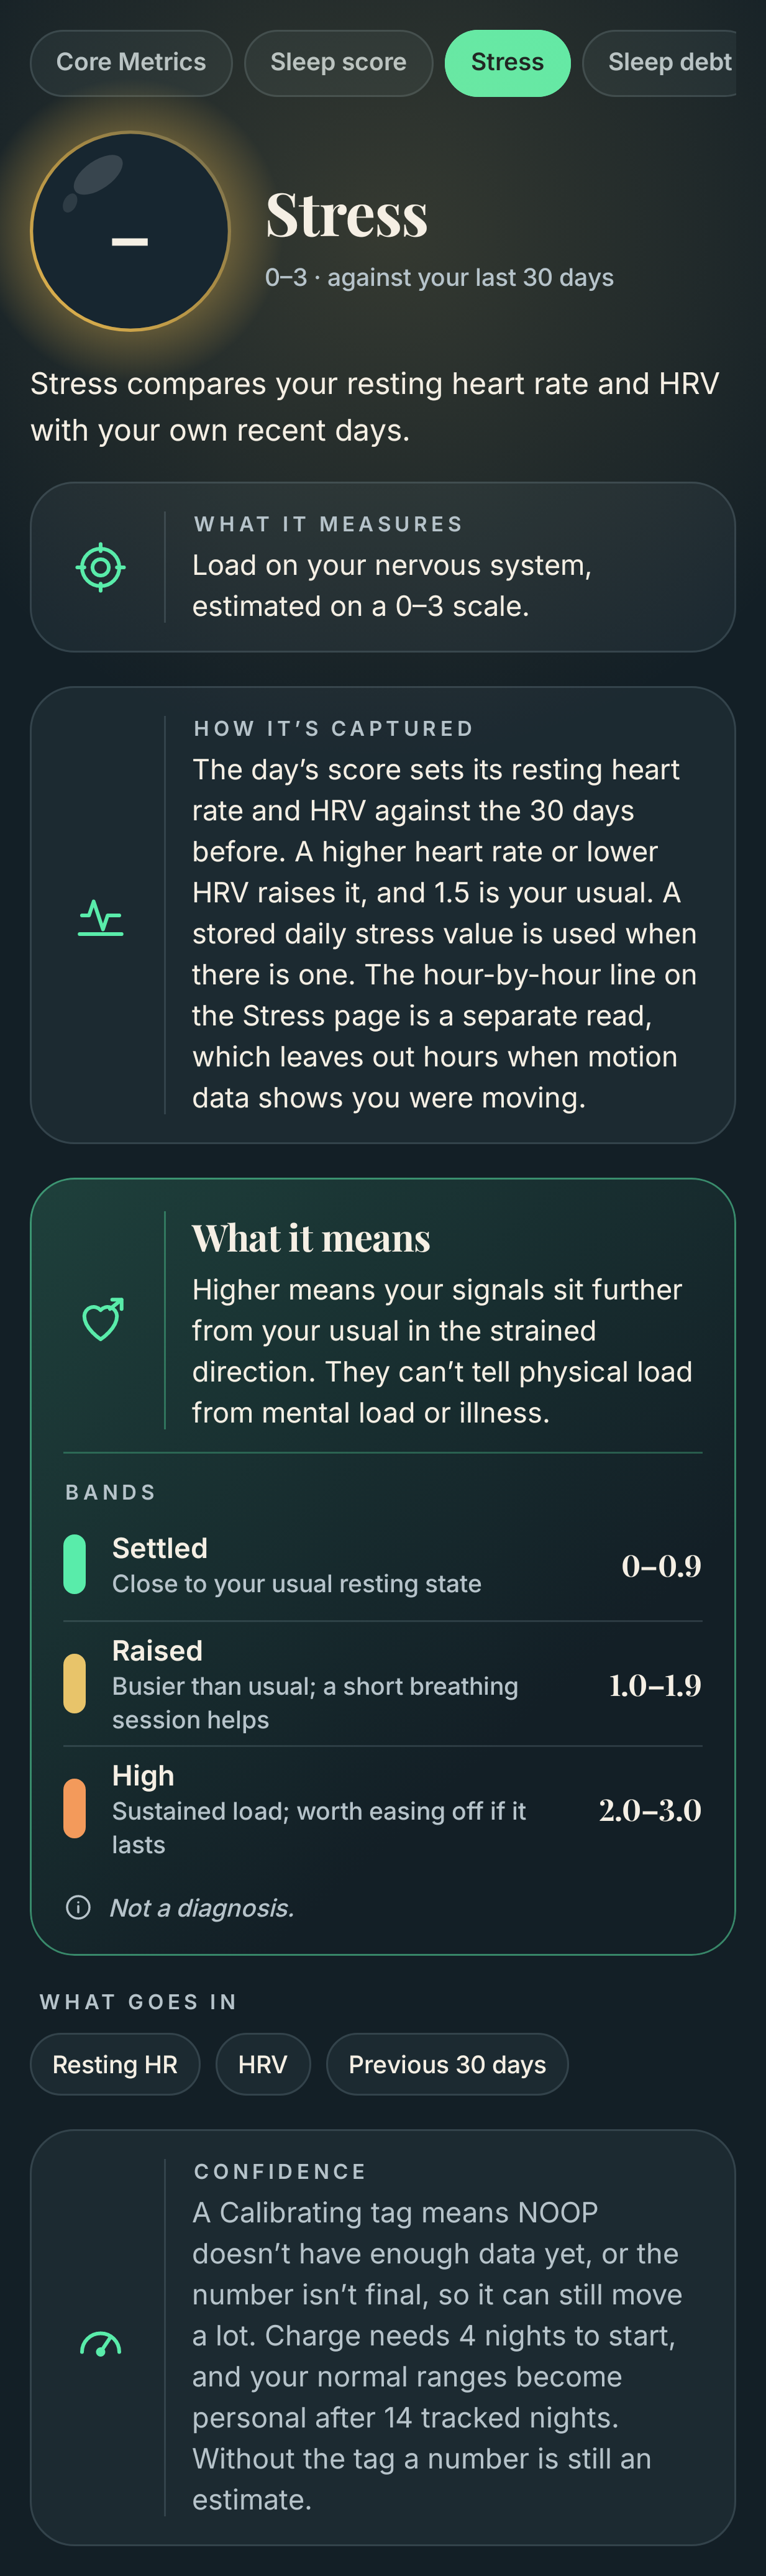 Core Metrics
Sleep score
Stress
Sleep debt
–
Stress
0–3 · against your last 30 days
Stress compares your resting heart rate and HRV
with your own recent days.
WHAT IT MEASURES
Load on your nervous system,
estimated on a 0–3 scale.
HOW IT’S CAPTURED
The day’s score sets its resting heart
rate and HRV against the 30 days
before. A higher heart rate or lower
HRV raises it, and 1.5 is your usual. A
stored daily stress value is used when
there is one. The hour-by-hour line on
the Stress page is a separate read,
which leaves out hours when motion
data shows you were moving.
What it means
Higher means your signals sit further
from your usual in the strained
direction. They can’t tell physical load
from mental load or illness.
BANDS
Settled
Close to your usual resting state
0–0.9
Raised
Busier than usual; a short breathing
session helps
1.0–1.9
High
Sustained load; worth easing off if it
lasts
2.0–3.0
Not a diagnosis.
WHAT GOES IN
Resting HR
HRV
Previous 30 days
CONFIDENCE
A Calibrating tag means NOOP
doesn’t have enough data yet, or the
number isn’t final, so it can still move
a lot. Charge needs 4 nights to start,
and your normal ranges become
personal after 14 tracked nights.
Without the tag a number is still an
estimate.